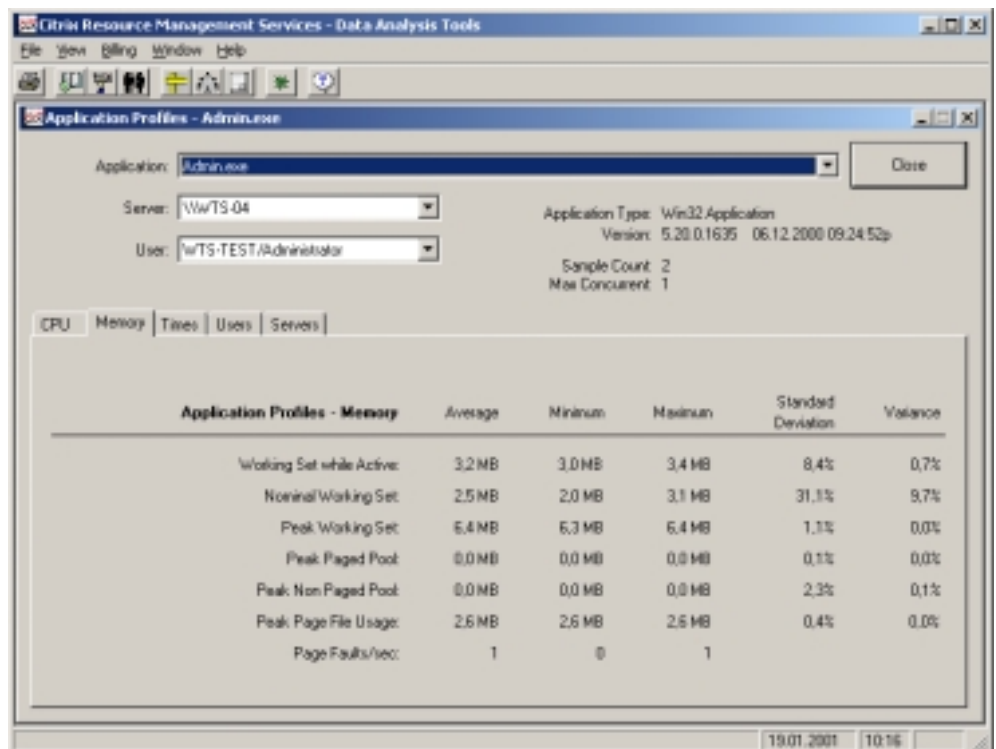 Citrix Resource Management Services - Data Analysis Tools
File View Billing Window Help
Application Profiles - Admin.exe
Application: Admin.exe Close
Server: \\WTS-04
User: WTS-TEST/Administrator
Application Type: Win32 Application
Version: 5.20.0.1635 06.12.2000 09:24:52p
Sample Count: 2
Max Concurrent: 1
CPU Memory Times Users Servers
Application Profiles - Memory Average Minimum Maximum Standard Deviation Variance
Working Set while Active: 3,2 MB 3,0 MB 3,4 MB 8,4% 0,7%
Nominal Working Set: 2,5 MB 2,0 MB 3,1 MB 31,1% 9,7%
Peak Working Set: 6,4 MB 6,3 MB 6,4 MB 1,1% 0,0%
Peak Paged Pool: 0,0 MB 0,0 MB 0,0 MB 0,1% 0,0%
Peak Non Paged Pool: 0,0 MB 0,0 MB 0,0 MB 2,3% 0,1%
Peak Page File Usage: 2,6 MB 2,6 MB 2,6 MB 0,4% 0,0%
Page Faults/sec: 1 0 1
19.01.2001 10:16